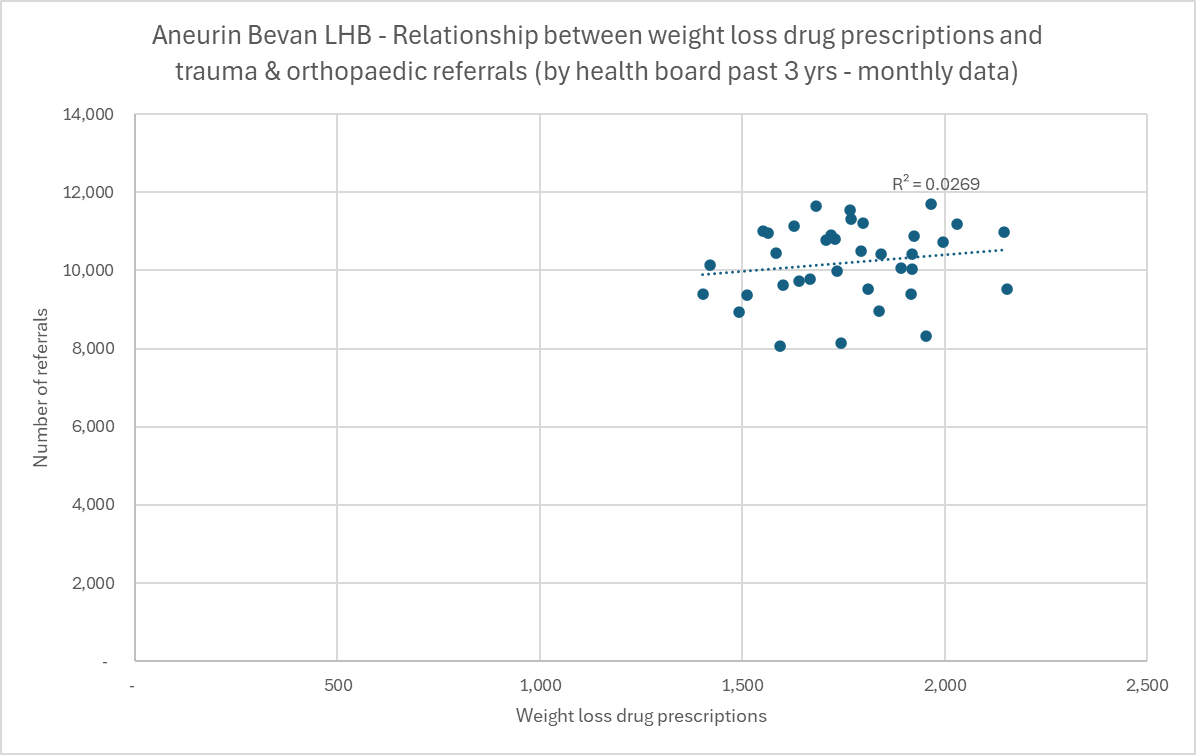 Aneurin Bevan LHB - Relationship between weight loss drug prescriptions and
trauma & orthopaedic referrals (by health board past 3 yrs - monthly data)
14,000
12,000
10,000
8,000
6,000
4,000
2,000
-
Number of referrals
R² = 0.0269
-
500
1,000
1,500
2,000
2,500
Weight loss drug prescriptions